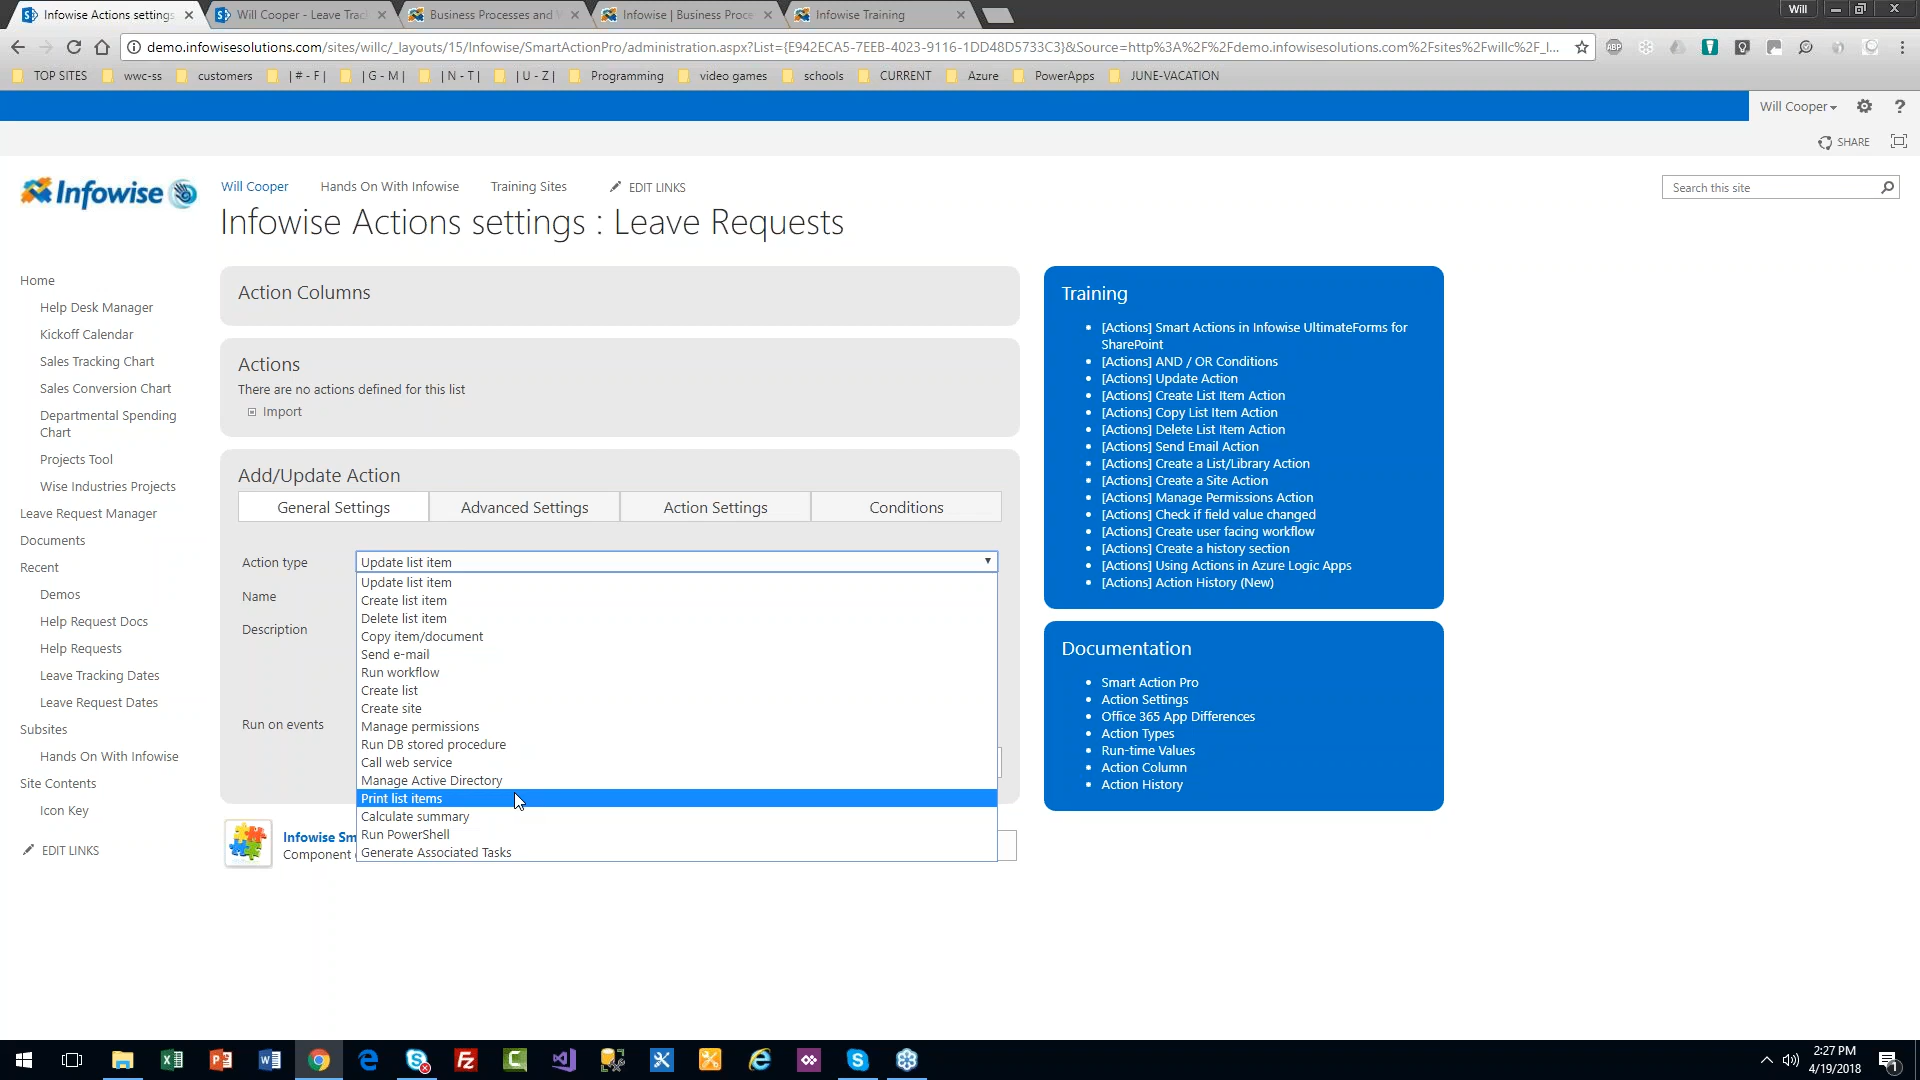 Infowise Actions settings
Will Cooper - Leave Trac
Business Processes and
Infowise | Business Proce
Infowise Training
Will
demo.infowisesolutions.com/sites/willc/_layouts/15/Infowise/SmartActionPro/administration.aspx?List={E942ECA5-7EEB-4023-9116-1DD48D5733C3}&Source=http%3A%2F%2Fdemo.infowisesolutions.com%2Fsites%2Fwillc%2F_l...
ABP
TOP SITES
wwc-ss
customers
| # - F |
| G - M |
| N - T |
| U - Z |
Programming
video games
schools
CURRENT
Azure
PowerApps
JUNE-VACATION
Will Cooper
?
SHARE
Infowise
Will Cooper
Hands On With Infowise
Training Sites
EDIT LINKS
Search this site
Infowise Actions settings : Leave Requests
Home
Help Desk Manager
Kickoff Calendar
Sales Tracking Chart
Sales Conversion Chart
Departmental Spending
Chart
Projects Tool
Wise Industries Projects
Leave Request Manager
Documents
Recent
Demos
Help Request Docs
Help Requests
Leave Tracking Dates
Leave Request Dates
Subsites
Hands On With Infowise
Site Contents
Icon Key
EDIT LINKS
Action Columns
Actions
There are no actions defined for this list
Import
Add/Update Action
General Settings
Advanced Settings
Action Settings
Conditions
Action type
Update list item
Name
Description
Run on events
Update list item
Create list item
Delete list item
Copy item/document
Send e-mail
Run workflow
Create list
Create site
Manage permissions
Run DB stored procedure
Call web service
Manage Active Directory
Print list items
Calculate summary
Run PowerShell
Generate Associated Tasks
Infowise Sm
Component
Training
[Actions] Smart Actions in Infowise UltimateForms for
SharePoint
[Actions] AND / OR Conditions
[Actions] Update Action
[Actions] Create List Item Action
[Actions] Copy List Item Action
[Actions] Delete List Item Action
[Actions] Send Email Action
[Actions] Create a List/Library Action
[Actions] Create a Site Action
[Actions] Manage Permissions Action
[Actions] Check if field value changed
[Actions] Create user facing workflow
[Actions] Create a history section
[Actions] Using Actions in Azure Logic Apps
[Actions] Action History (New)
Documentation
Smart Action Pro
Action Settings
Office 365 App Differences
Action Types
Run-time Values
Action Column
Action History
2:27 PM
4/19/2018
1